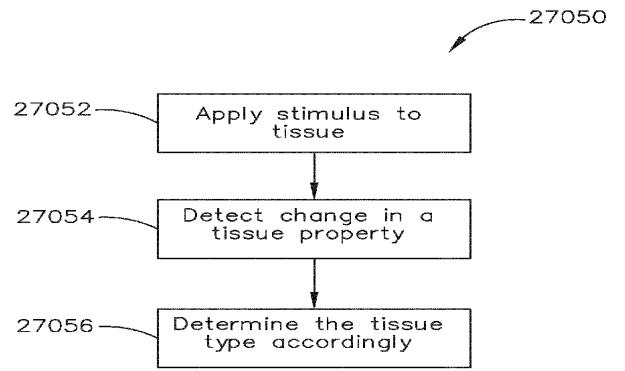 27050
27052
Apply stimulus to
tissue
27054
Detect change in a
tissue property
27056
Determine the tissue
type accordingly